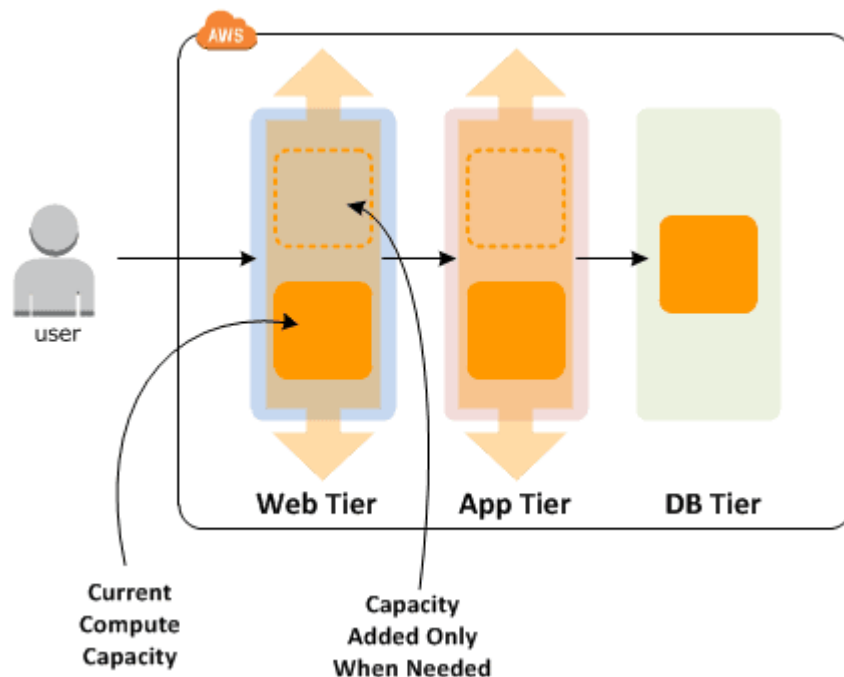 AWS
user
Web Tier
App Tier
DB Tier
Current
Compute
Capacity
Capacity
Added Only
When Needed